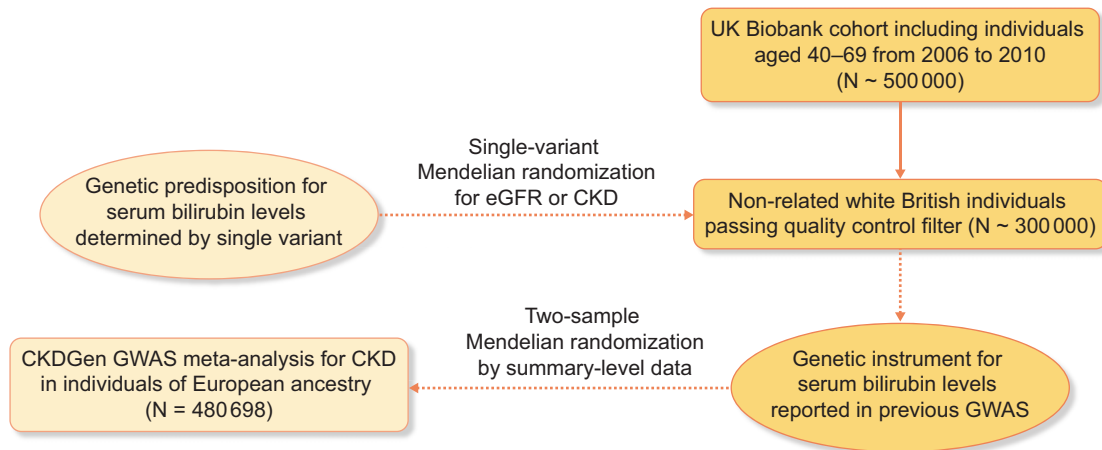 UK Biobank cohort including individuals
aged 40–69 from 2006 to 2010
(N ~ 500 000)
Single-variant
Mendelian randomization
for eGFR or CKD
Genetic predisposition for
serum bilirubin levels
determined by single variant
Non-related white British individuals
passing quality control filter (N ~ 300 000)
Two-sample
Mendelian randomization
by summary-level data
CKDGen GWAS meta-analysis for CKD
in individuals of European ancestry
(N = 480 698)
Genetic instrument for
serum bilirubin levels
reported in previous GWAS